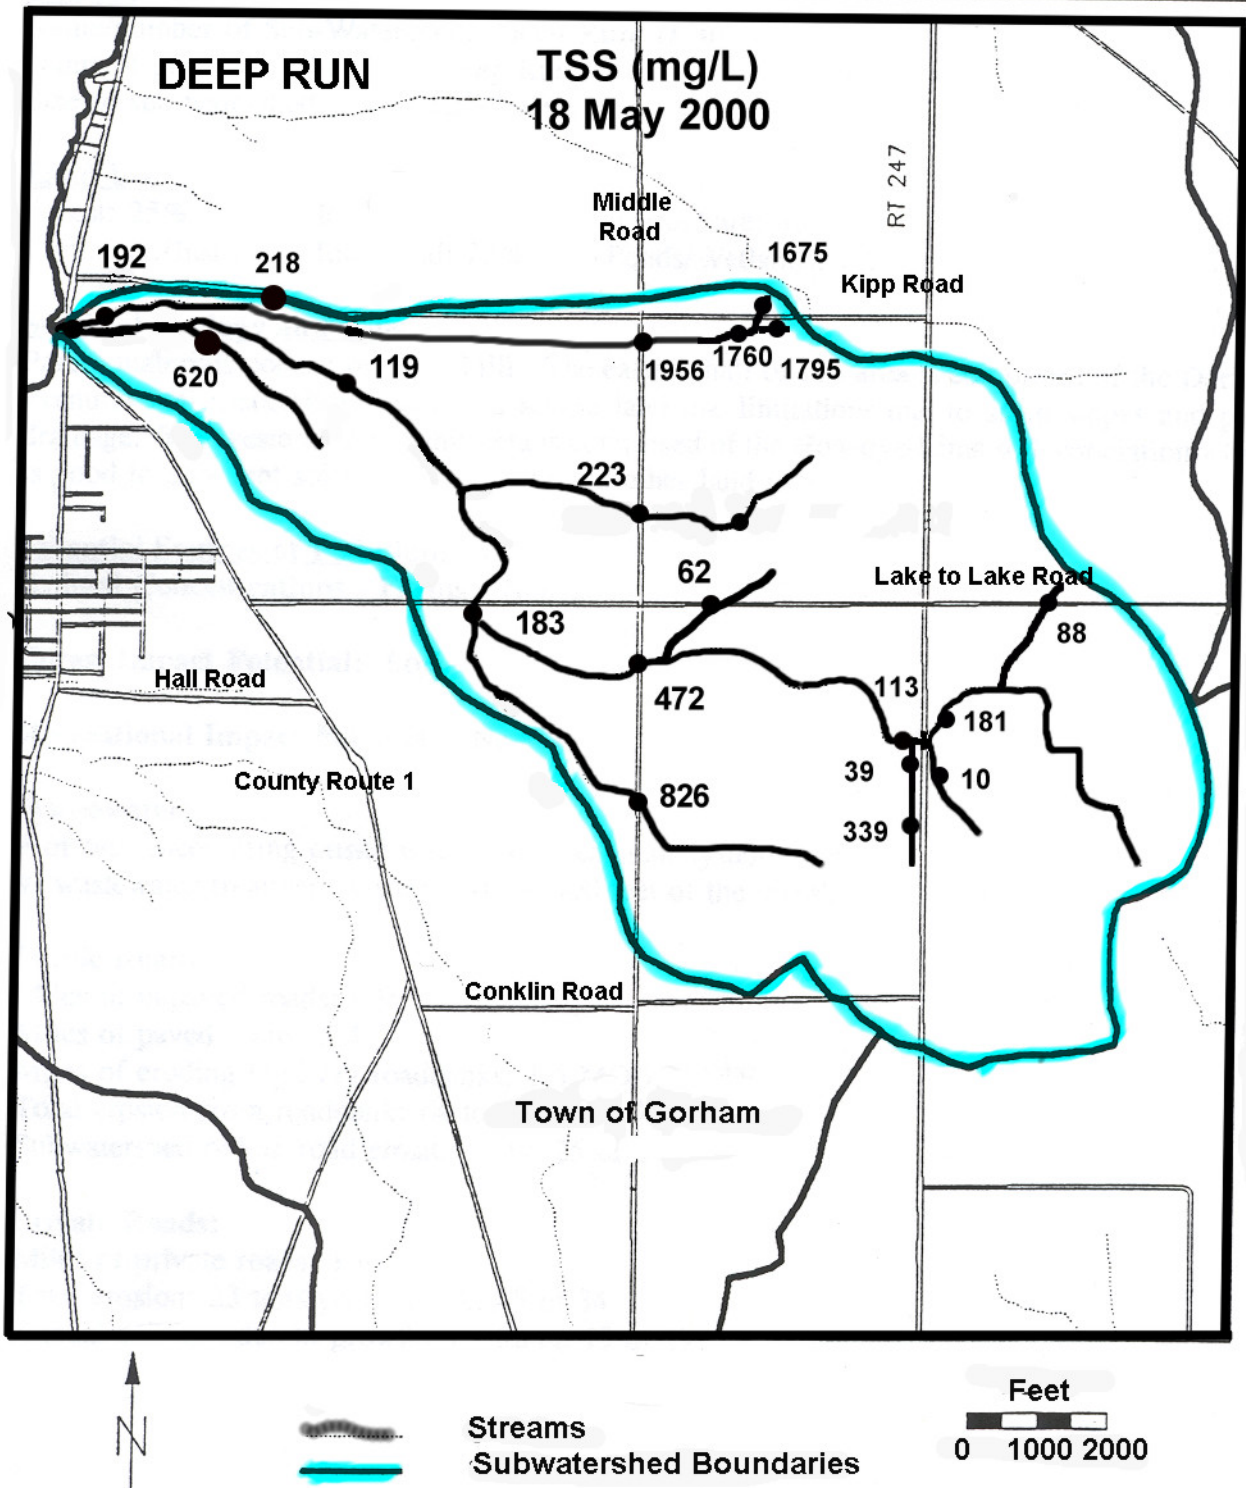 DEEP RUN
TSS (mg/L)
18 May 2000
RT 247
Middle
Road
192
218
1675
Kipp Road
620
119
1956
1760
1795
223
62
Lake to Lake Road
183
88
Hall Road
472
113
181
County Route 1
39
10
826
339
Conklin Road
Town of Gorham
N
Streams
Subwatershed Boundaries
Feet
0 1000 2000